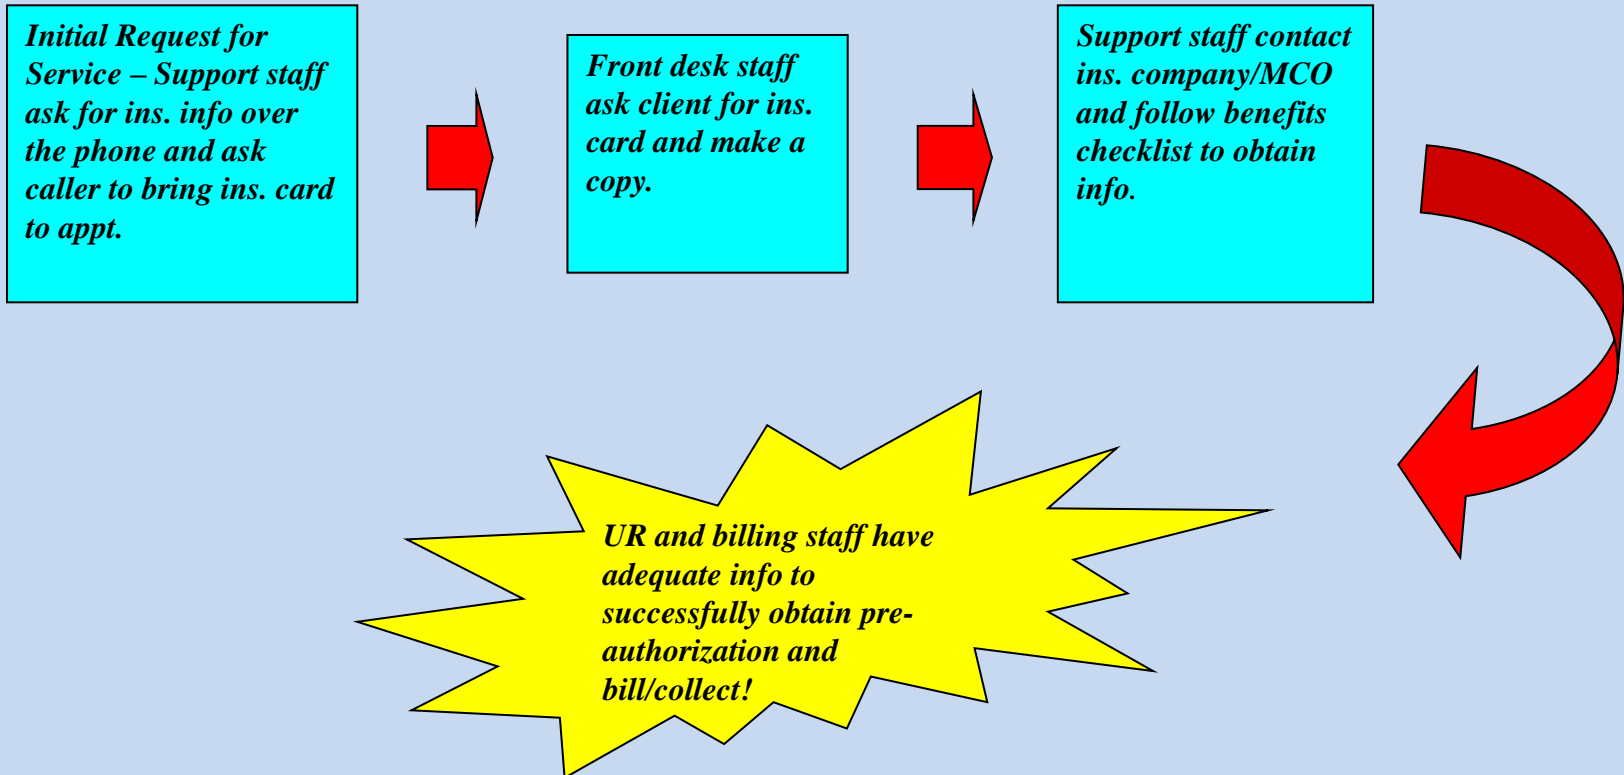 Initial Request for
Service – Support staff
ask for ins. info over
the phone and ask
caller to bring ins. card
to appt.
Front desk staff
ask client for ins.
card and make a
copy.
Support staff contact
ins. company/MCO
and follow benefits
checklist to obtain
info.
UR and billing staff have
adequate info to
successfully obtain pre-
authorization and
bill/collect!